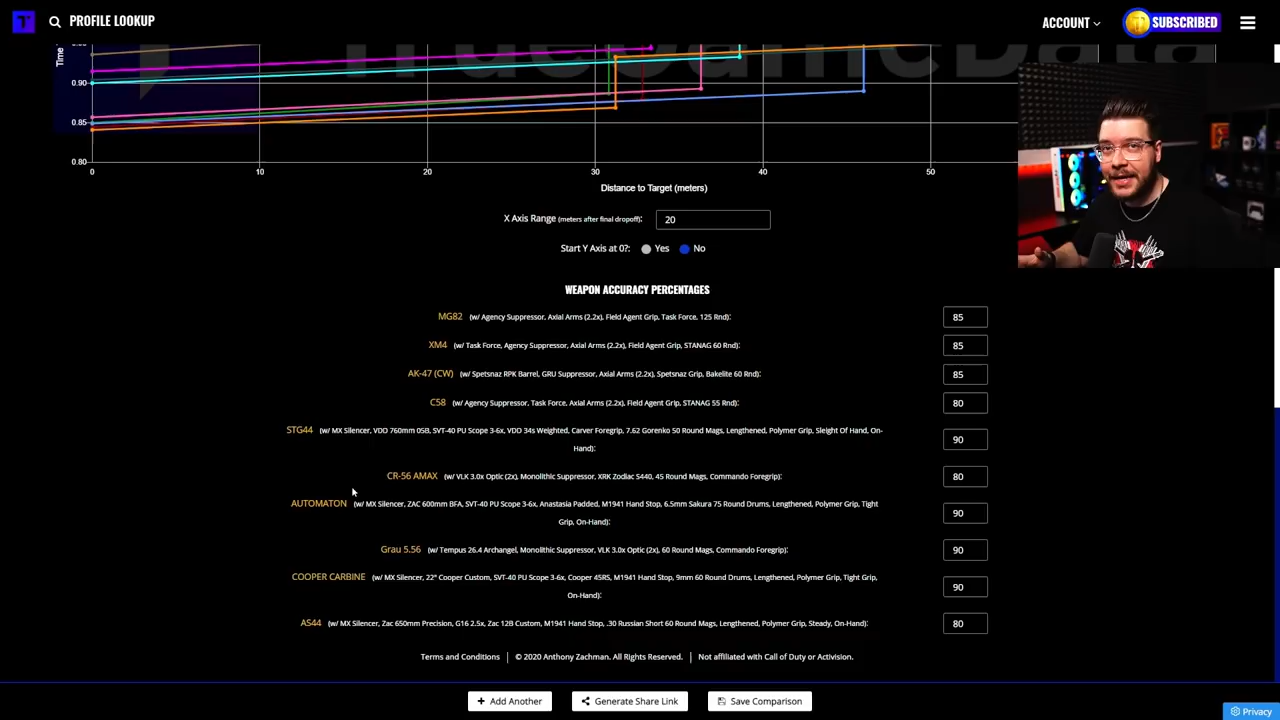 T PROFILE LOOKUP
ACCOUNT
T SUBSCRIBED
TrueGameData
Time
0.90
0.85
0.80
0 10 20 30 40 50
Distance to Target (meters)
X Axis Range (meters after final dropoff): 20
Start Y Axis at 0?: Yes No
WEAPON ACCURACY PERCENTAGES
MG82 (w/ Agency Suppressor, Axial Arms (2.2x), Field Agent Grip, Task Force, 125 Rnd): 85
XM4 (w/ Task Force, Agency Suppressor, Axial Arms (2.2x), Field Agent Grip, STANAG 60 Rnd): 85
AK-47 (CW) (w/ Spetsnaz RPK Barrel, GRU Suppressor, Axial Arms (2.2x), Spetsnaz Grip, Bakelite 60 Rnd): 85
C58 (w/ Agency Suppressor, Task Force, Axial Arms (2.2x), Field Agent Grip, STANAG 55 Rnd): 80
STG44 (w/ MX Silencer, VDD 760mm 05B, SVT-40 PU Scope 3-6x, VDD 34s Weighted, Carver Foregrip, 7.62 Gorenko 50 Round Mags, Lengthened, Polymer Grip, Sleight Of Hand, On-
Hand): 90
CR-56 AMAX (w/ VLK 3.0x Optic (2x), Monolithic Suppressor, XRK Zodiac S440, 45 Round Mags, Commando Foregrip): 80
AUTOMATON (w/ MX Silencer, ZAC 600mm BFA, SVT-40 PU Scope 3-6x, Anastasia Padded, M1941 Hand Stop, 6.5mm Sakura 75 Round Drums, Lengthened, Polymer Grip, Tight
Grip, On-Hand): 90
Grau 5.56 (w/ Tempus 26.4 Archangel, Monolithic Suppressor, VLK 3.0x Optic (2x), 60 Round Mags, Commando Foregrip): 90
COOPER CARBINE (w/ MX Silencer, 22" Cooper Custom, SVT-40 PU Scope 3-6x, Cooper 45RS, M1941 Hand Stop, 9mm 60 Round Drums, Lengthened, Polymer Grip, Tight Grip,
On-Hand): 90
AS44 (w/ MX Silencer, Zac 650mm Precision, G16 2.5x, Zac 12B Custom, M1941 Hand Stop, .30 Russian Short 60 Round Mags, Lengthened, Polymer Grip, Steady, On-Hand): 80
Terms and Conditions | © 2020 Anthony Zachman. All Rights Reserved. | Not affiliated with Call of Duty or Activision.
+ Add Another
Generate Share Link
Save Comparison
Privacy